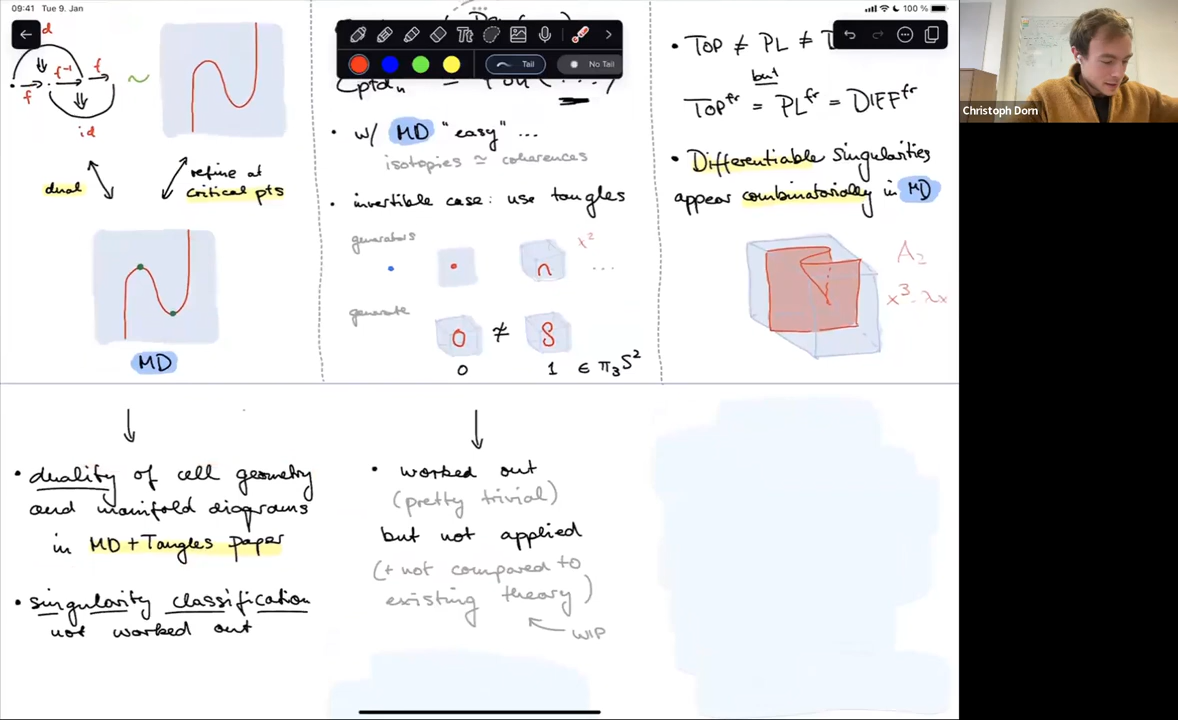 09:41 Tue 9. Jan
100 %
Tail
No Tail
Christoph Dorn
id
f f⁻¹ f
id
~
dual
refine at
critical pts
MD
• w/ MD "easy" ...
isotopies ≃ coherences
• invertible case: use tangles
generators
x²
...
generate
≠
0 1 ∈ π₃S²
• TOP ≠ PL ≠
but
TOP^fr = PL^fr = DIFF^fr
• Differentiable singularities
appear combinatorially in MD
A₂
x³ - λx
• duality of cell geometry
and manifold diagrams
in MD + Tangles paper
• singularity classification
not worked out
• worked out
(pretty trivial)
but not applied
(+ not compared to
existing theory)
WIP